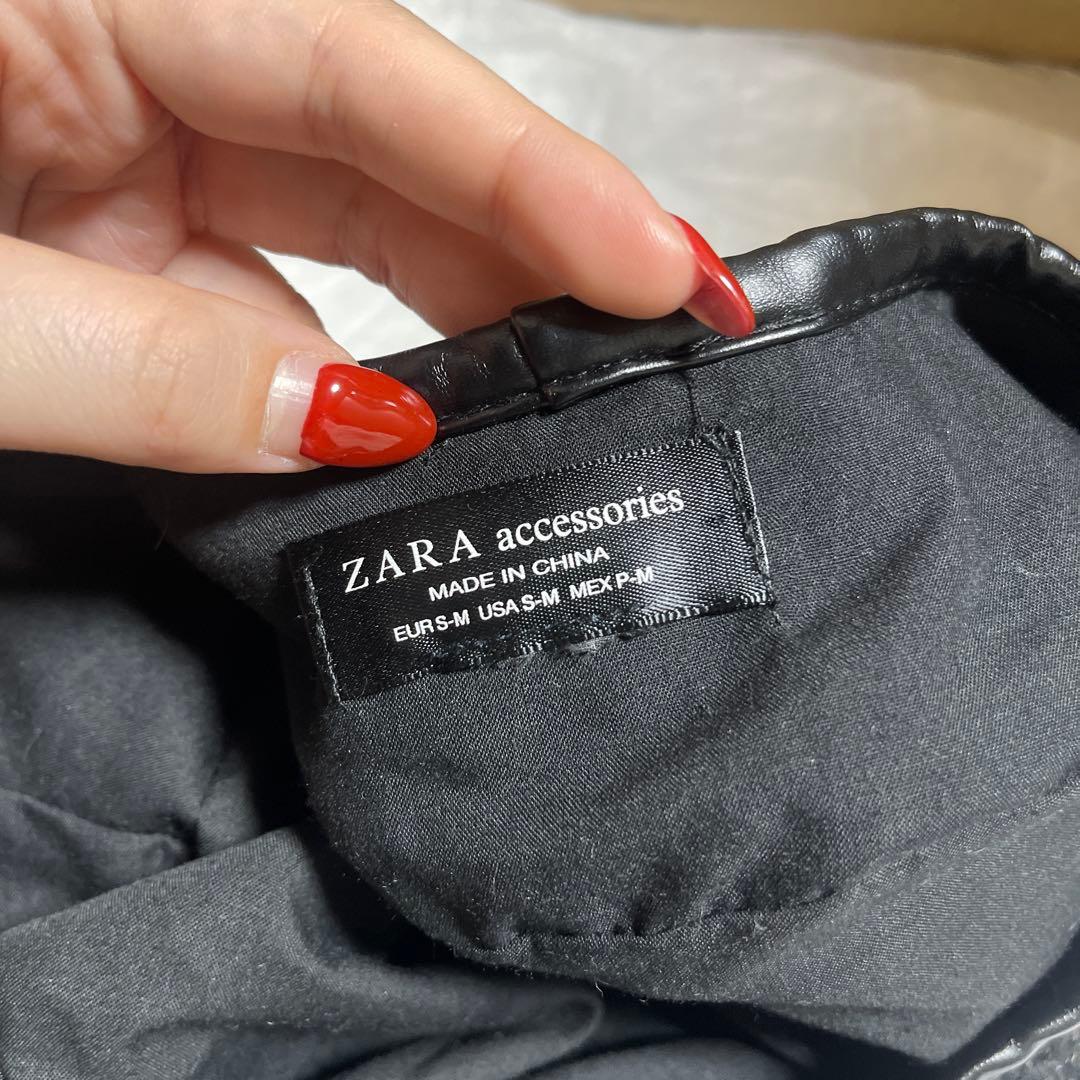 ZARA accessories
MADE IN CHINA
EUR S-M USA S-M MEX P-M